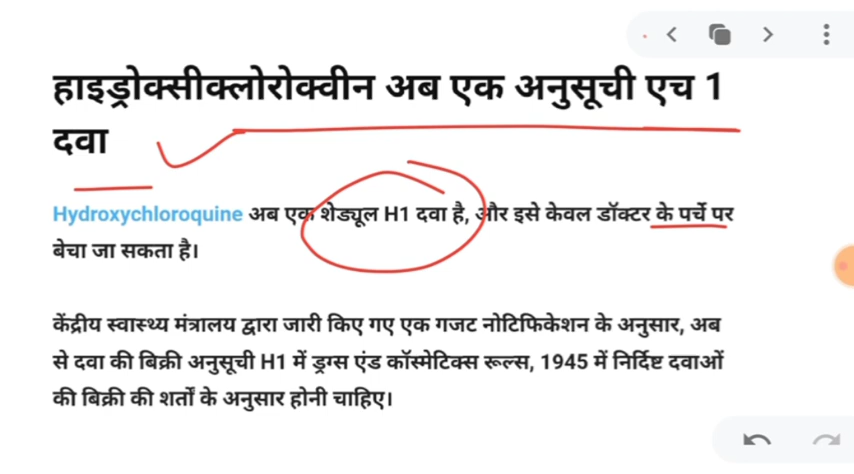 हाइड्रोक्सीक्लोरोक्वीन अब एक अनुसूची एच 1
दवा
Hydroxychloroquine अब एक शेड्यूल H1 दवा है, और इसे केवल डॉक्टर के पर्चे पर
बेचा जा सकता है।
केंद्रीय स्वास्थ्य मंत्रालय द्वारा जारी किए गए एक गजट नोटिफिकेशन के अनुसार, अब
से दवा की बिक्री अनुसूची H1 में ड्रग्स एंड कॉस्मेटिक्स रूल्स, 1945 में निर्दिष्ट दवाओं
की बिक्री की शर्तों के अनुसार होनी चाहिए।